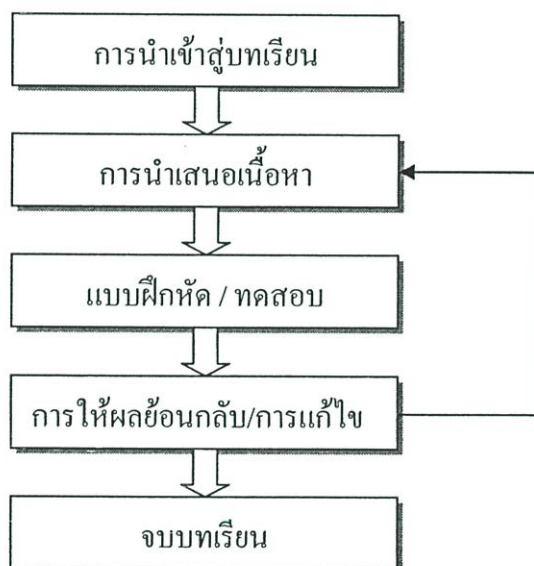 การนำเข้าสู่บทเรียน
การนำเสนอเนื้อหา
แบบฝึกหัด / ทดสอบ
การให้ผลย้อนกลับ/การแก้ไข
จบบทเรียน